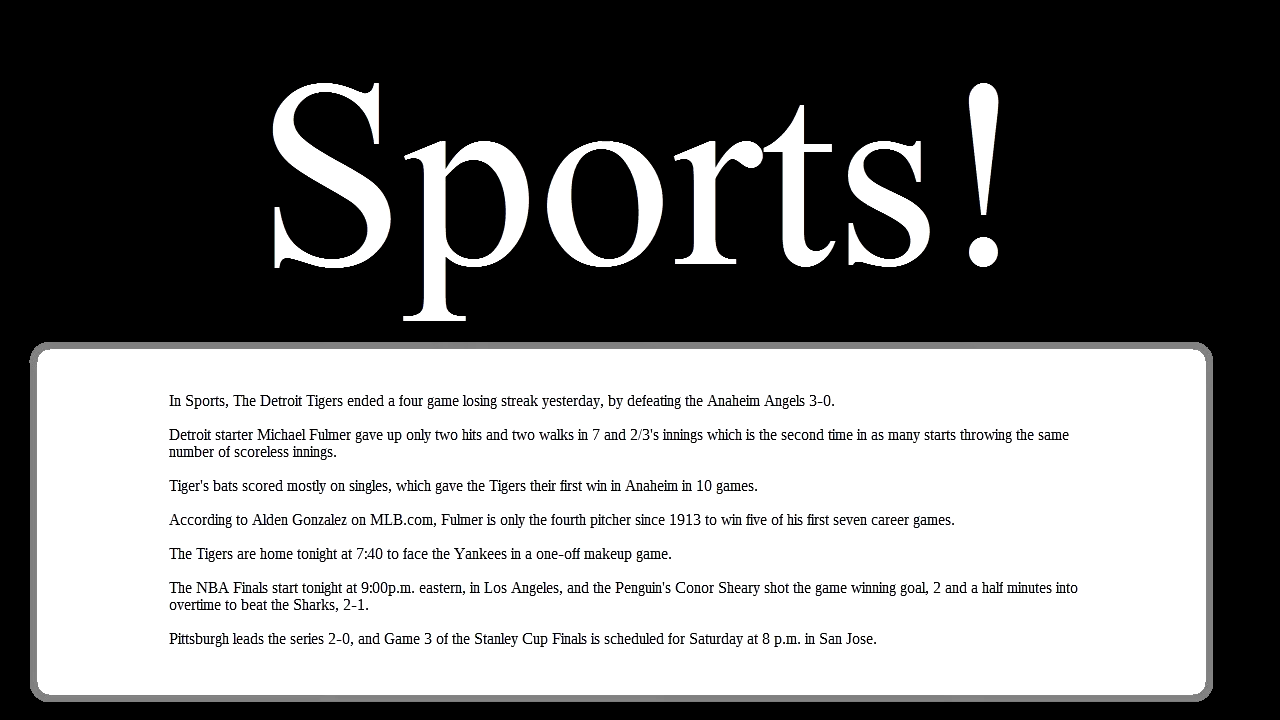 Sports!
In Sports, The Detroit Tigers ended a four game losing streak yesterday, by defeating the Anaheim Angels 3-0.
Detroit starter Michael Fulmer gave up only two hits and two walks in 7 and 2/3's innings which is the second time in as many starts throwing the same
number of scoreless innings.
Tiger's bats scored mostly on singles, which gave the Tigers their first win in Anaheim in 10 games.
According to Alden Gonzalez on MLB.com, Fulmer is only the fourth pitcher since 1913 to win five of his first seven career games.
The Tigers are home tonight at 7:40 to face the Yankees in a one-off makeup game.
The NBA Finals start tonight at 9:00p.m. eastern, in Los Angeles, and the Penguin's Conor Sheary shot the game winning goal, 2 and a half minutes into
overtime to beat the Sharks, 2-1.
Pittsburgh leads the series 2-0, and Game 3 of the Stanley Cup Finals is scheduled for Saturday at 8 p.m. in San Jose.